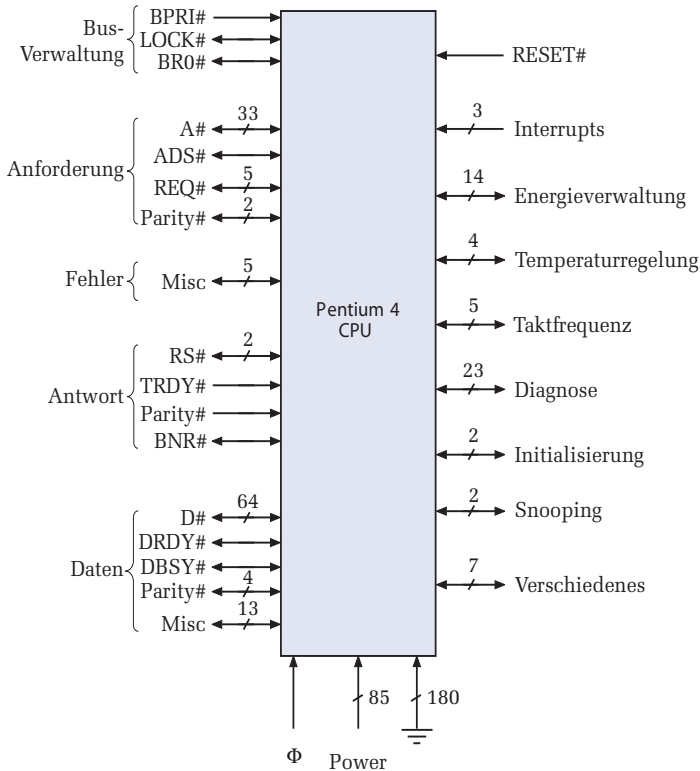 Bus-
Verwaltung
BPRI#
LOCK#
BR0#
Anforderung
A#
33
ADS#
REQ#
5
Parity#
2
Fehler
Misc
5
Antwort
RS#
2
TRDY#
Parity#
BNR#
Daten
D#
64
DRDY#
DBSY#
Parity#
4
Misc
13
Pentium 4
CPU
RESET#
3
Interrupts
14
Energieverwaltung
4
Temperaturregelung
5
Taktfrequenz
23
Diagnose
2
Initialisierung
2
Snooping
7
Verschiedenes
Φ
85
Power
180